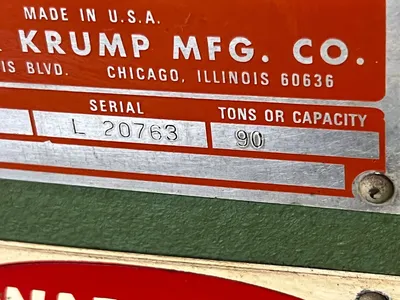 MADE IN U.S.A.
KRUMP MFG. CO.
IS BLVD. CHICAGO, ILLINOIS 60636
SERIAL TONS OR CAPACITY
L 20763 90